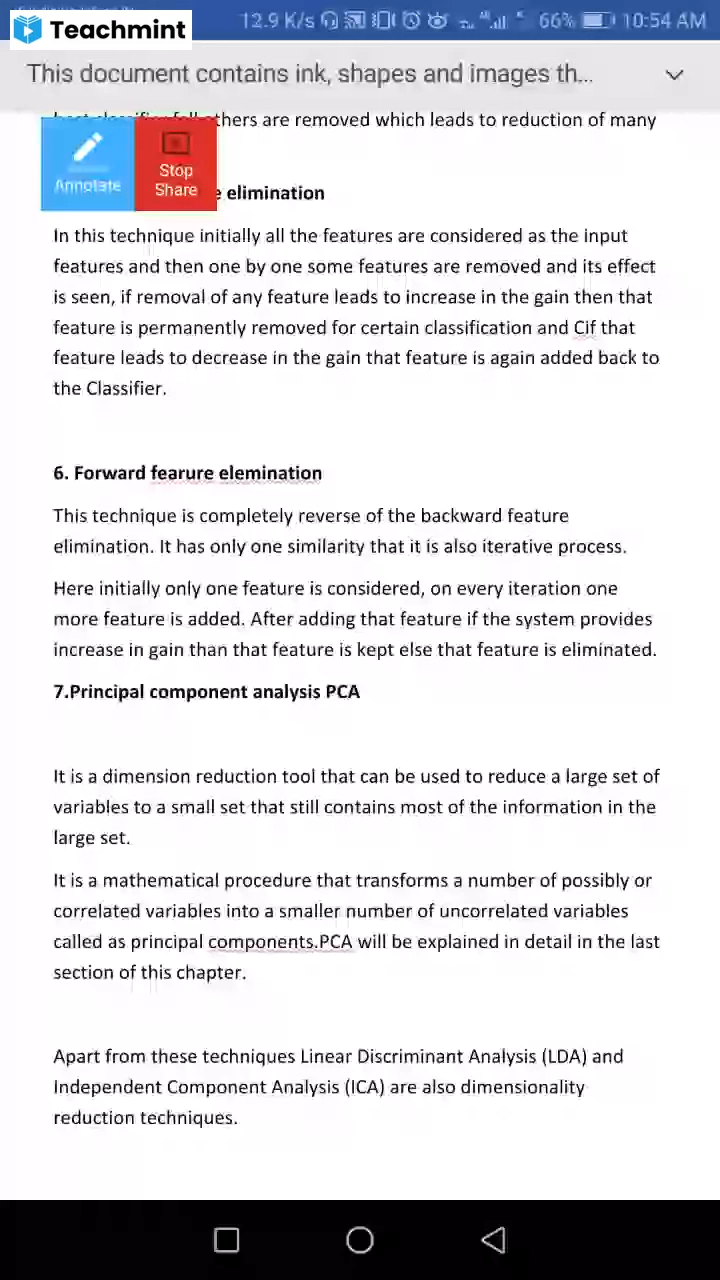 Teachmint
12.9 K/s 66% 10:54 AM
This document contains ink, shapes and images th...
thers are removed which leads to reduction of many
Annotate
Stop
Share
elimination
In this technique initially all the features are considered as the input
features and then one by one some features are removed and its effect
is seen, if removal of any feature leads to increase in the gain then that
feature is permanently removed for certain classification and Cif that
feature leads to decrease in the gain that feature is again added back to
the Classifier.
6. Forward fearure elemination
This technique is completely reverse of the backward feature
elimination. It has only one similarity that it is also iterative process.
Here initially only one feature is considered, on every iteration one
more feature is added. After adding that feature if the system provides
increase in gain than that feature is kept else that feature is eliminated.
7.Principal component analysis PCA
It is a dimension reduction tool that can be used to reduce a large set of
variables to a small set that still contains most of the information in the
large set.
It is a mathematical procedure that transforms a number of possibly or
correlated variables into a smaller number of uncorrelated variables
called as principal components.PCA will be explained in detail in the last
section of this chapter.
Apart from these techniques Linear Discriminant Analysis (LDA) and
Independent Component Analysis (ICA) are also dimensionality
reduction techniques.